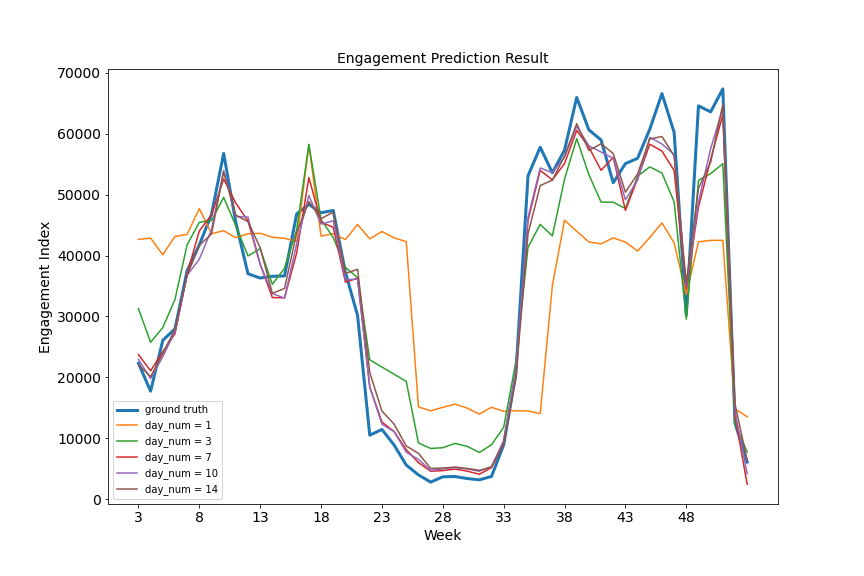 Engagement Prediction Result
70000
60000
50000
40000
30000
20000
10000
0
Engagement Index
ground truth
day_num = 1
day_num = 3
day_num = 7
day_num = 10
day_num = 14
3 8 13 18 23 28 33 38 43 48
Week